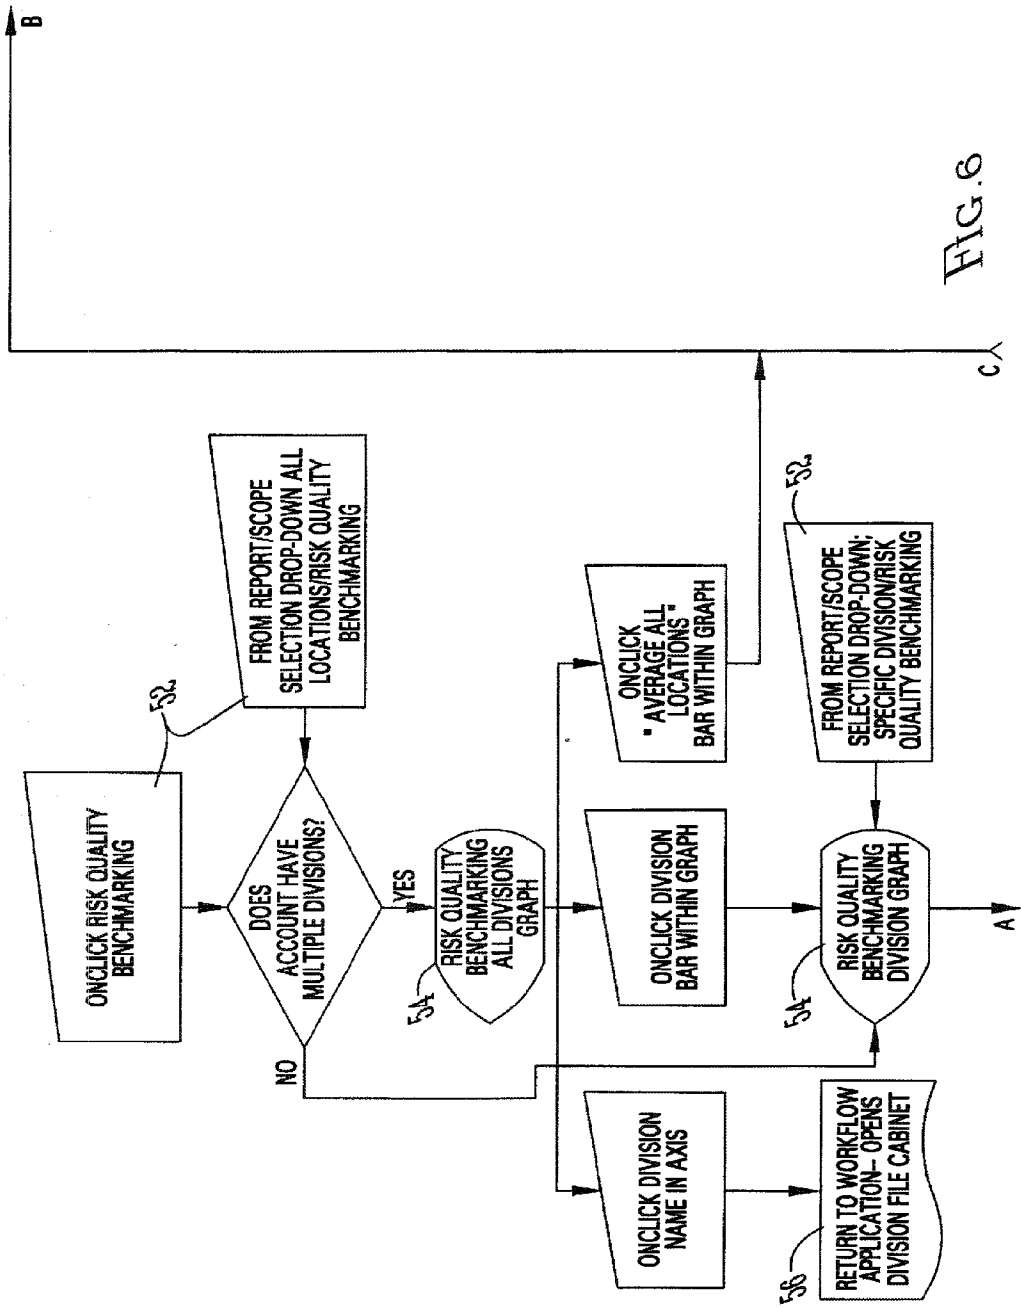 ONCLICK RISK QUALITY
BENCHMARKING
52
FROM REPORT/SCOPE
SELECTION DROP-DOWN ALL
LOCATIONS/RISK QUALITY
BENCHMARKING
DOES
ACCOUNT HAVE
MULTIPLE DIVISIONS?
NO
YES
54
RISK QUALITY
BENCHMARKING
ALL DIVISIONS
GRAPH
ONCLICK DIVISION
NAME IN AXIS
ONCLICK DIVISION
BAR WITHIN GRAPH
ONCLICK
" AVERAGE ALL
LOCATIONS "
BAR WITHIN GRAPH
56
RETURN TO WORKFLOW
APPLICATION– OPENS
DIVISION FILE CABINET
54
RISK QUALITY
BENCHMARKING
DIVISION GRAPH
52
FROM REPORT/SCOPE
SELECTION DROP-DOWN;
SPECIFIC DIVISION/RISK
QUALITY BENCHMARKING
A
B
C
FIG. 6